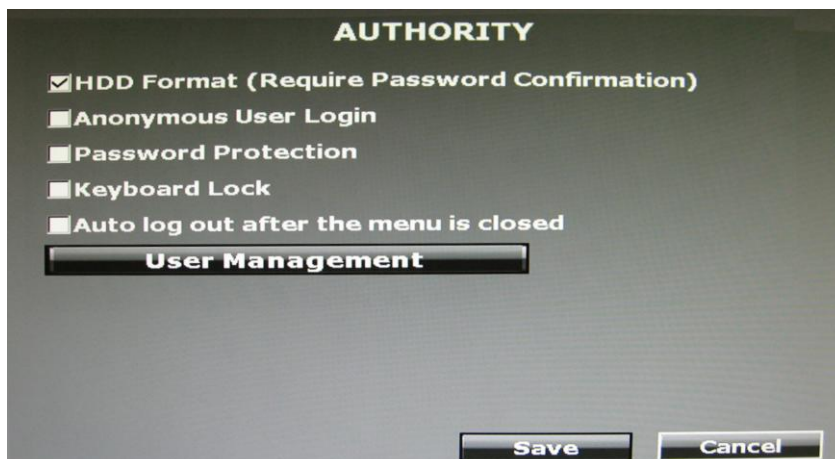 AUTHORITY
HDD Format (Require Password Confirmation)
Anonymous User Login
Password Protection
Keyboard Lock
Auto log out after the menu is closed
User Management
Save Cancel